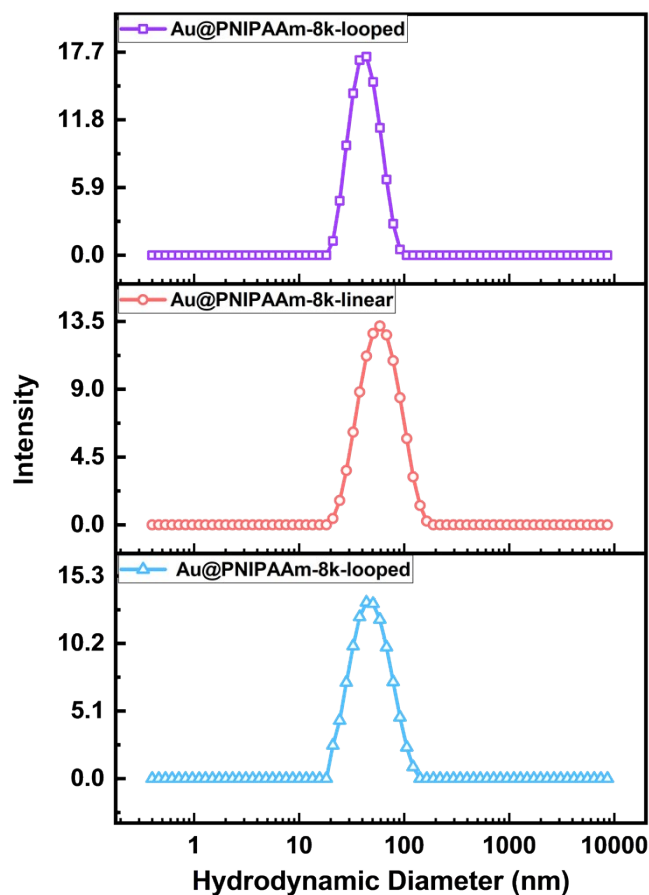 Au@PNIPAAm-8k-looped
17.7
11.8
5.9
0.0
Au@PNIPAAm-8k-linear
13.5
9.0
4.5
0.0
Au@PNIPAAm-8k-looped
15.3
10.2
5.1
0.0
Intensity
1 10 100 1000 10000
Hydrodynamic Diameter (nm)